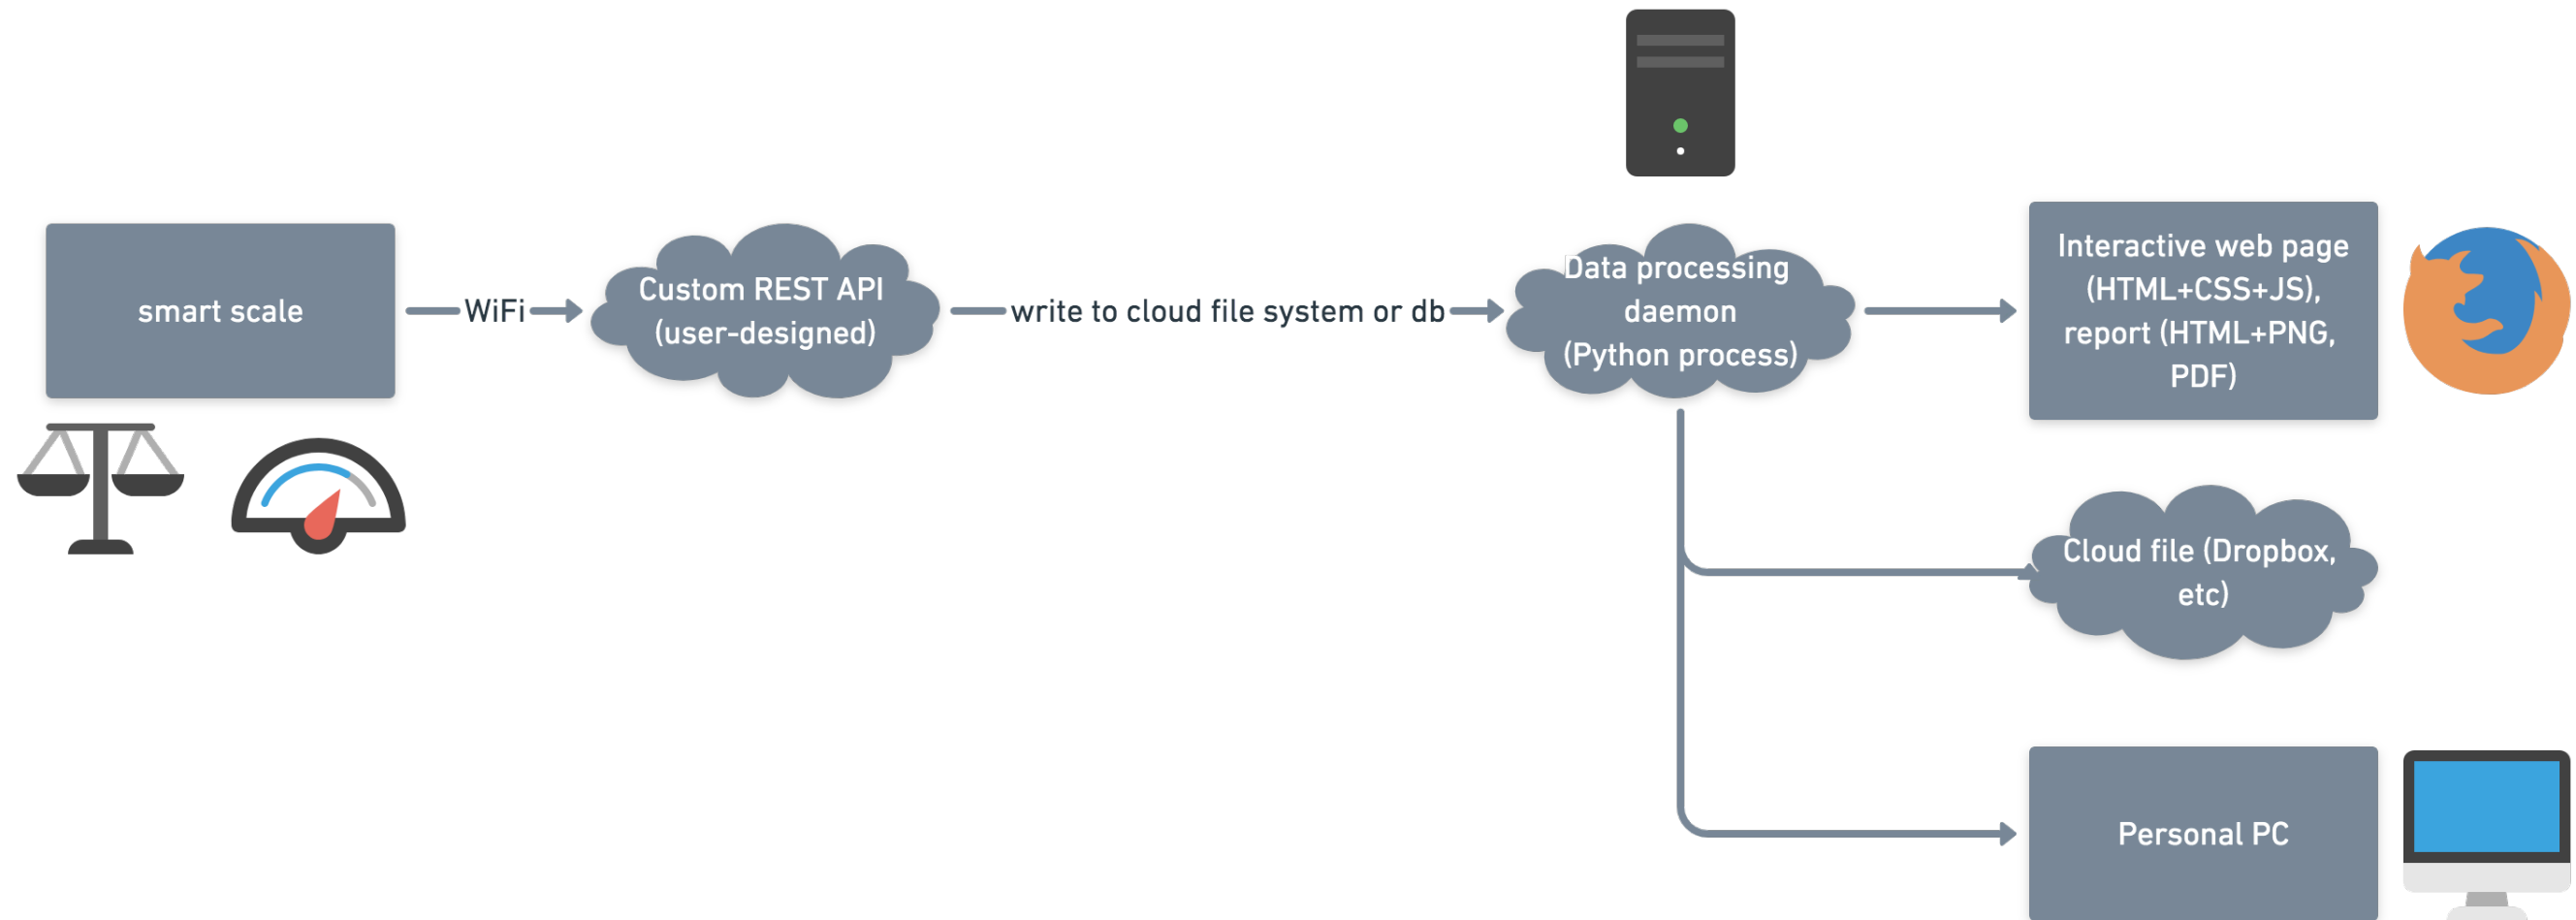 smart scale
WiFi
Custom REST API
(user-designed)
write to cloud file system or db
Data processing
daemon
(Python process)
Interactive web page
(HTML+CSS+JS),
report (HTML+PNG,
PDF)
Cloud file (Dropbox,
etc)
Personal PC